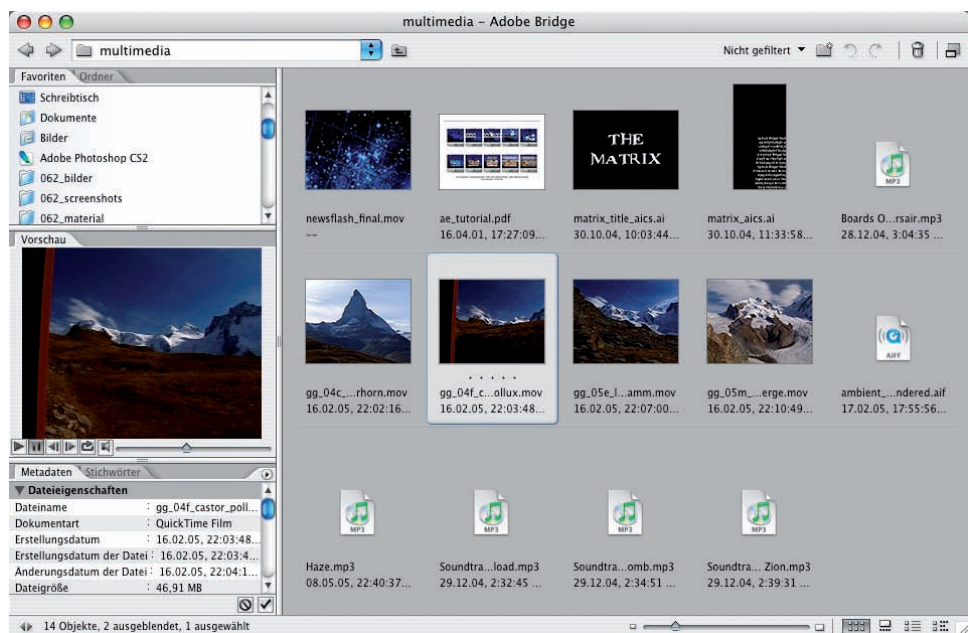 multimedia – Adobe Bridge
multimedia
Nicht gefiltert
Favoriten Ordner
Schreibtisch
Dokumente
Bilder
Adobe Photoshop CS2
062_bilder
062_screenshots
062_material
Vorschau
Metadaten Stichwörter
Dateieigenschaften
Dateiname : gg_04f_castor_poll...
Dokumentart : QuickTime Film
Erstellungsdatum : 16.02.05, 22:03:48...
Erstellungsdatum der Datei : 16.02.05, 22:03:4...
Änderungsdatum der Datei : 16.02.05, 22:04:1...
Dateigröße : 46,91 MB
THE
MATRIX
MP3
newsflash_final.mov ae_tutorial.pdf matrix_title_aics.ai matrix_aics.ai Boards O...rsair.mp3
-- 16.04.01, 17:27:09... 30.10.04, 10:03:44... 30.10.04, 11:33:58... 28.12.04, 3:04:35 ...
AIFF
gg_04c_...rhorn.mov gg_04f_c...ollux.mov gg_05e_l...amm.mov gg_05m_...erge.mov ambient_...ndered.aif
16.02.05, 22:02:16... 16.02.05, 22:03:48... 16.02.05, 22:07:00... 16.02.05, 22:10:49... 17.02.05, 17:55:56...
MP3 MP3 MP3 MP3
Haze.mp3 Soundtra...load.mp3 Soundtra...omb.mp3 Soundtra... Zion.mp3
08.05.05, 22:40:37... 29.12.04, 2:32:45 ... 29.12.04, 2:34:51 ... 29.12.04, 2:39:31 ...
14 Objekte, 2 ausgeblendet, 1 ausgewählt